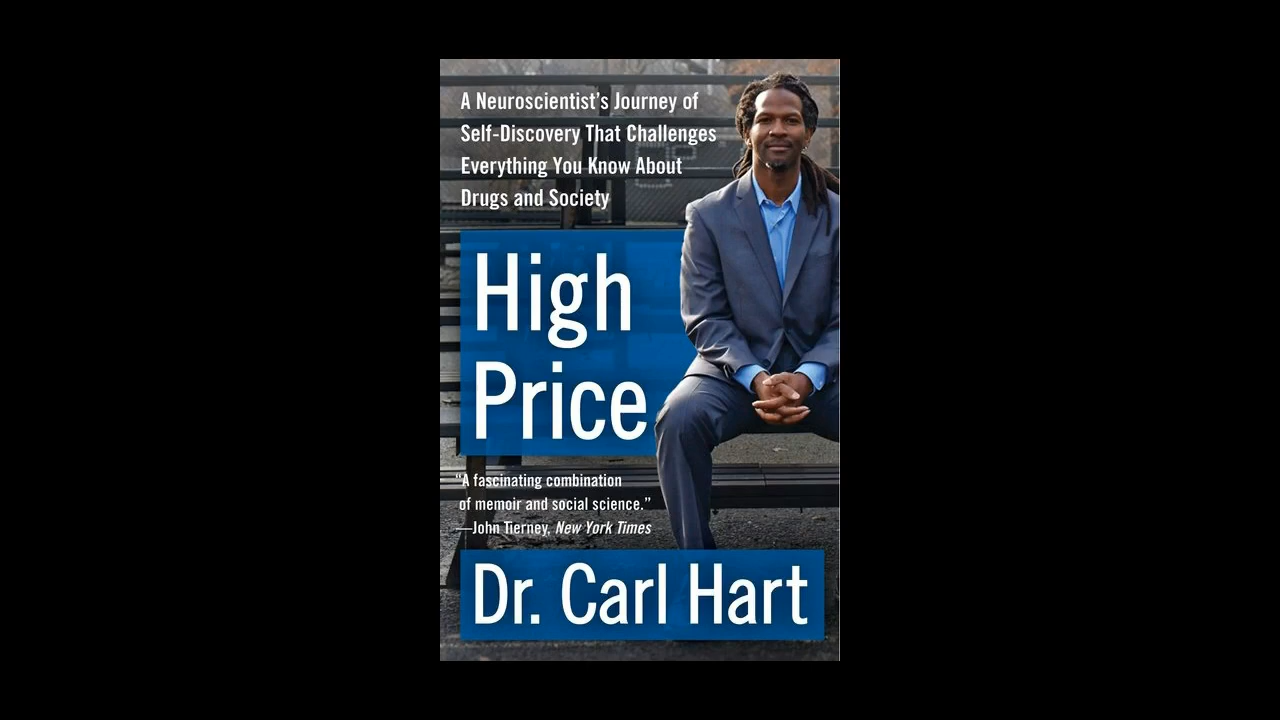 A Neuroscientist's Journey of
Self-Discovery That Challenges
Everything You Know About
Drugs and Society
High
Price
“A fascinating combination
of memoir and social science.”
—John Tierney, New York Times
Dr. Carl Hart